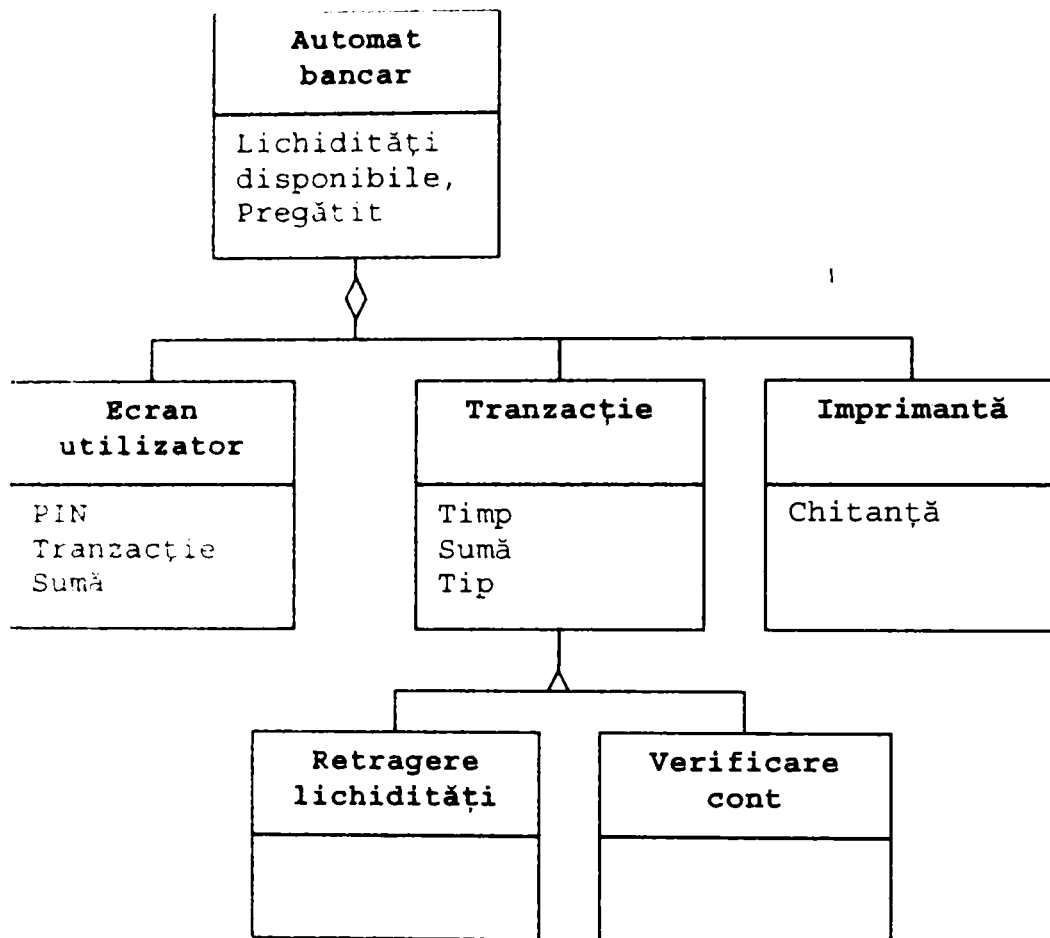 Automat
bancar
Lichidități
disponibile,
Pregătit
Ecran
utilizator
PIN
Tranzacție
Sumă
Tranzacție
Timp
Sumă
Tip
Imprimantă
Chitanță
Retragere
lichidități
Verificare
cont